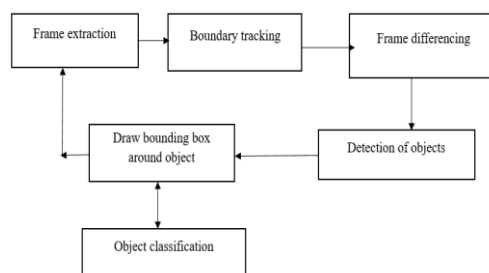 Frame extraction
Boundary tracking
Frame differencing
Draw bounding box
around object
Detection of objects
Object classification